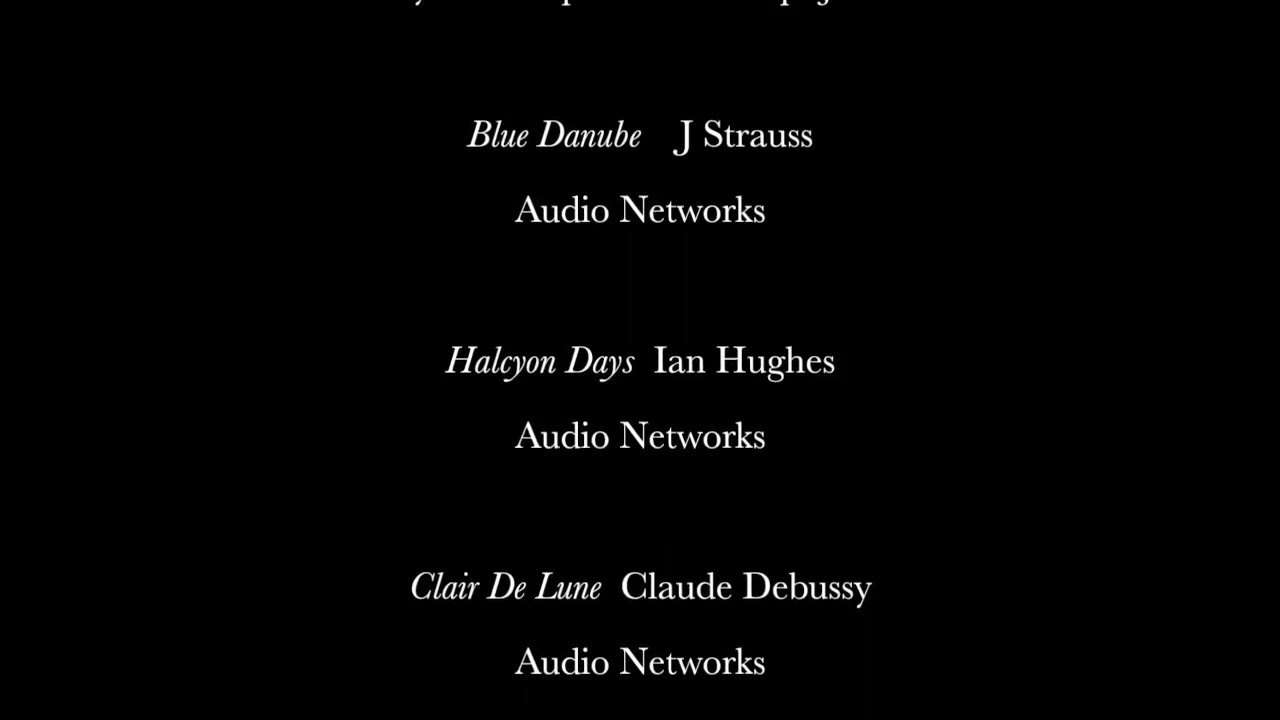 Blue Danube J Strauss
Audio Networks
Halcyon Days Ian Hughes
Audio Networks
Clair De Lune Claude Debussy
Audio Networks